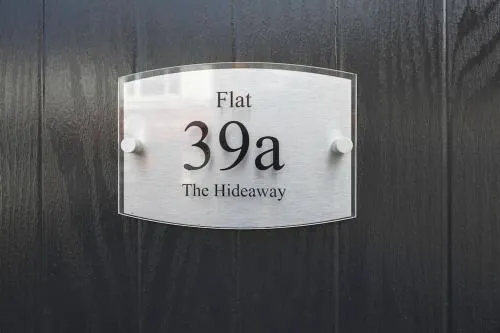 Flat
39a
The Hideaway